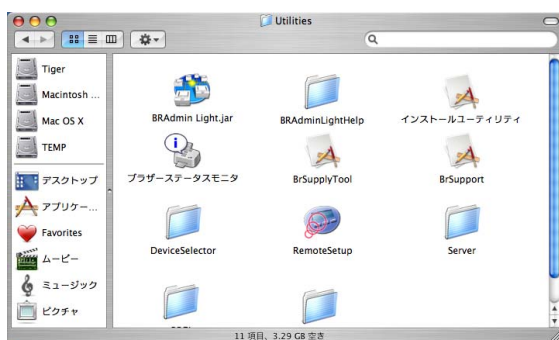 Utilities
Tiger
Macintosh ...
Mac OS X
TEMP
デスクトップ
アプリケー...
Favorites
ムービー
ミュージック
ピクチャ
BRAdmin Light.jar
BRAdminLightHelp
インストールユーティリティ
ブラザーステータスモニタ
BrSupplyTool
BrSupport
DeviceSelector
RemoteSetup
Server
11 項目、3.29 GB 空き